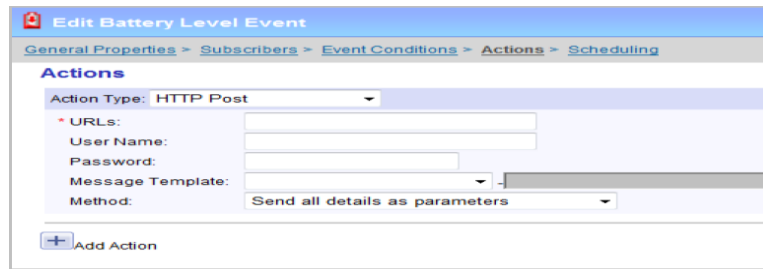 Edit Battery Level Event
General Properties > Subscribers > Event Conditions > Actions > Scheduling
Actions
Action Type: HTTP Post
* URLs:
User Name:
Password:
Message Template: -
Method: Send all details as parameters
Add Action